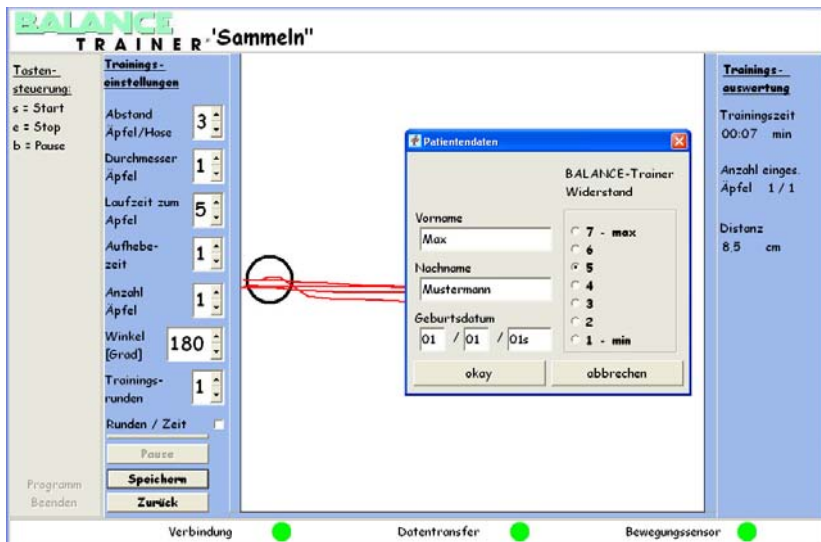 BALANCE
TRAINER "Sammeln"
Tasten-
steuerung:
s = Start
e = Stop
b = Pause
Programm
Beenden
Trainings-
einstellungen
Abstand
Äpfel/Hase
3
Durchmesser
Äpfel
1
Laufzeit zum
Apfel
5
Aufhebe-
zeit
1
Anzahl
Äpfel
1
Winkel
[Grad]
180
Trainings-
runden
1
Runden / Zeit
Pause
Speichern
Zurück
Patientendaten
Vorname
Max
Nachname
Mustermann
Geburtsdatum
01 / 01 / 01s
BALANCE-Trainer
Widerstand
7 - max
6
5
4
3
2
1 - min
okay
abbrechen
Trainings-
auswertung
Trainingszeit
00:07 min
Anzahl einges.
Äpfel 1 / 1
Distanz
8,5 cm
Verbindung
Datentransfer
Bewegungssensor